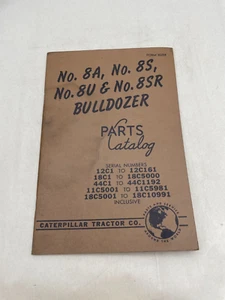 No. 8A, No. 8S,
No. 8U & No. 8SR
BULLDOZER
PARTS
Catalog
SERIAL NUMBERS
12C1 TO 12C161
18C1 TO 18C5000
44C1 TO 44C1192
11C5001 TO 11C5981
18C5001 TO 18C10991
INCLUSIVE
CATERPILLAR TRACTOR CO.